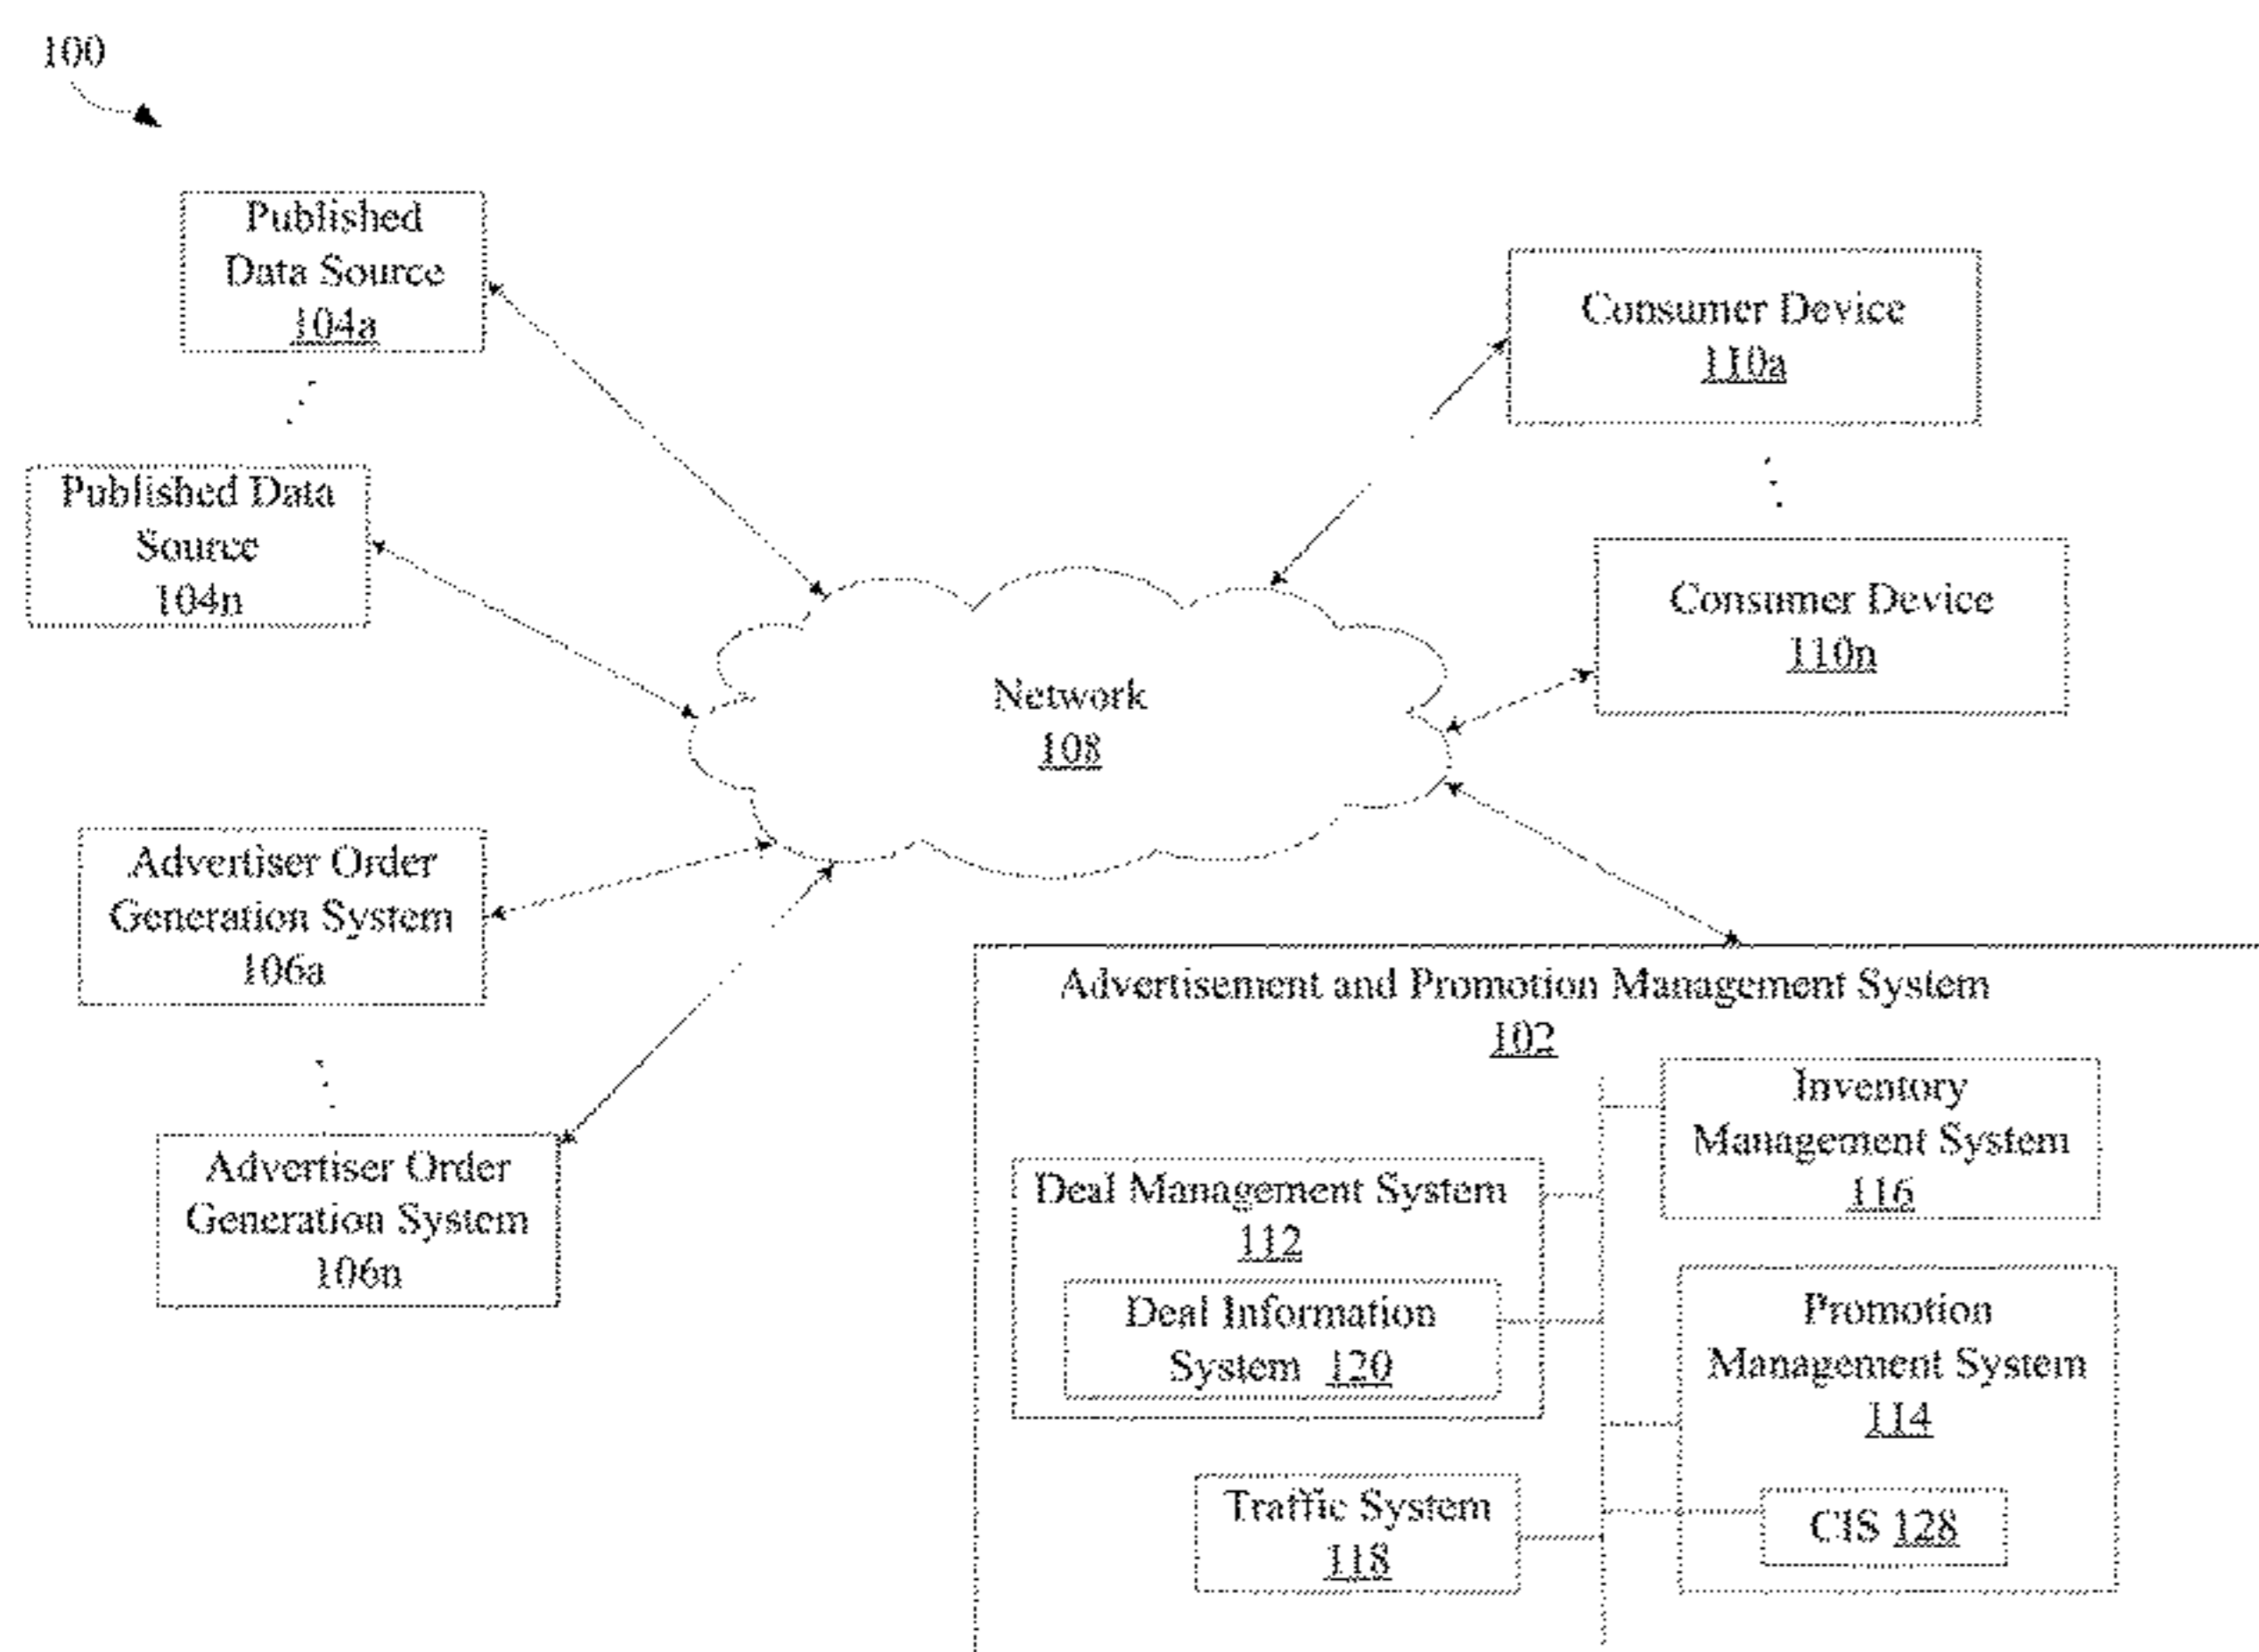 100
Published
Data Source
104a
Published Data
Source
104n
Consumer Device
110a
Consumer Device
110n
Network
108
Advertiser Order
Generation System
106a
Advertiser Order
Generation System
106n
Advertisement and Promotion Management System
102
Inventory
Management System
116
Deal Management System
112
Deal Information
System 120
Promotion
Management System
114
Traffic System
118
CIS 128